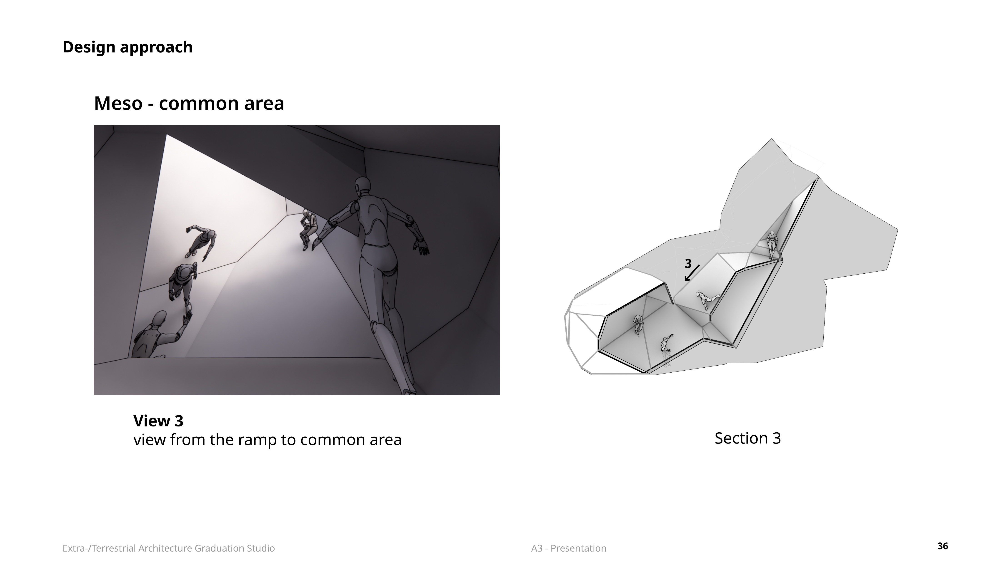 Design approach
Meso - common area
3
View 3
view from the ramp to common area
Section 3
Extra-/Terrestrial Architecture Graduation Studio
A3 - Presentation
36